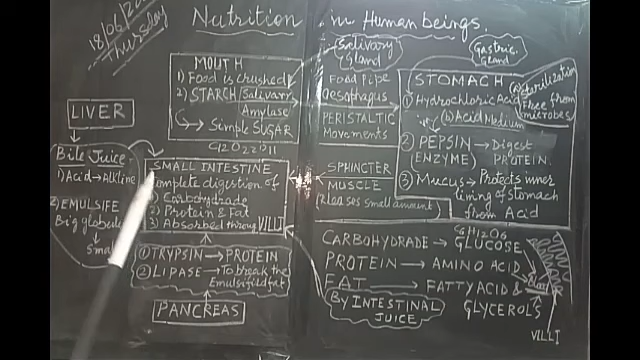 18/06/20
Thursday
Nutrition in Human beings.
MOUTH
1) Food is crushed
2) STARCH / Salivary
Amylase
Simple SUGAR
C12O22H11
Salivary
Gland
Food Pipe
Oesophagus
PERISTALTIC
Movements
Gastric
gland
STOMACH
1) Hydrochloric Acid
(a) Sterilization
Free from
microbes
(b) Acid Medium
2) PEPSIN → Digest
(ENZYME) PROTEIN.
3) Mucus → Protects inner
lining of Stomach
from Acid
LIVER
Bile Juice
1) Acid → Alkline
2) EMULSIFE
Big globule
↓
Small
SMALL INTESTINE
Complete digestion of
1) Carbohydrade
2) Protein & Fat
3) Absorbed through VILLI
SPHINCTER
MUSCLE
(Releases small amount)
① TRYPSIN → PROTEIN
② LIPASE → To break the
Emulsified fat
PANCREAS
C6H12O6
CARBOHYDRADE → GLUCOSE
PROTEIN → AMINO ACID
FAT → FATTY ACID &
GLYCEROL'S
By INTESTINAL
JUICE
VILLI